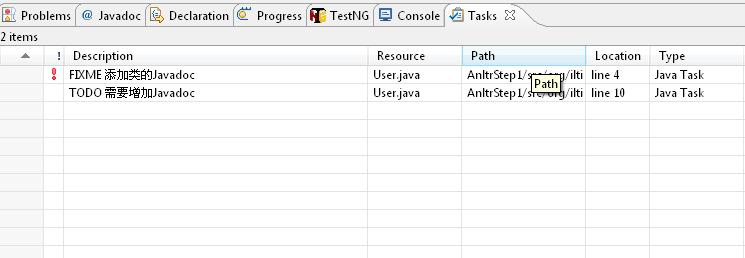 Problems @ Javadoc Declaration Progress TestNG Console Tasks
2 items
! Description Resource Path Location Type
FIXME 添加类的Javadoc User.java AnltrStep1/src/org/ilti line 4 Java Task
Path
TODO 需要增加Javadoc User.java AnltrStep1/src/org/ilti line 10 Java Task